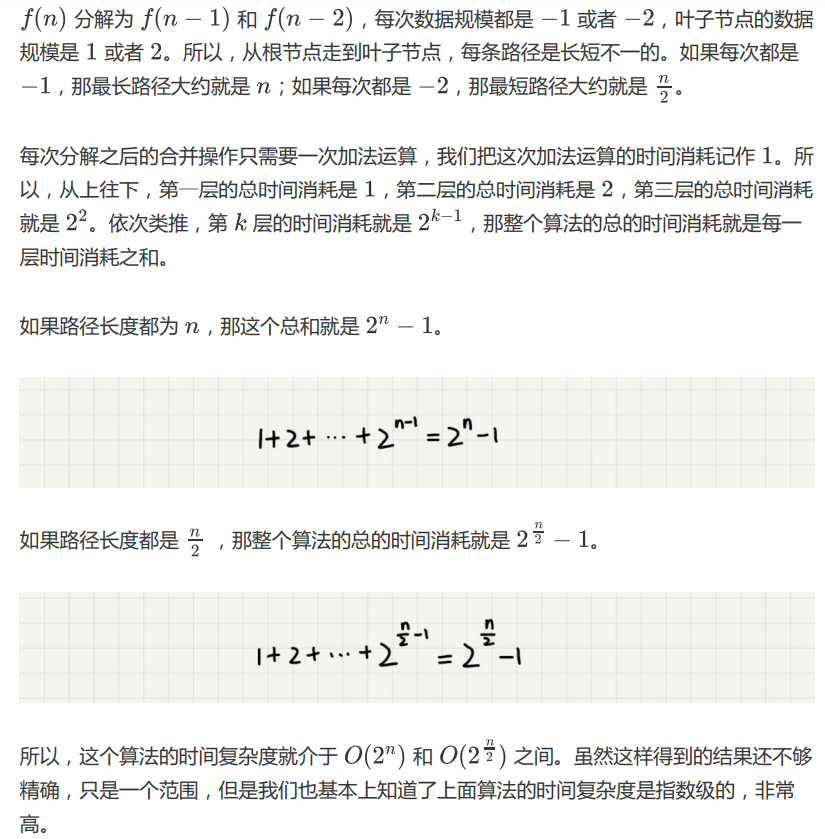 f(n) 分解为 f(n − 1) 和 f(n − 2)，每次数据规模都是 −1 或者 −2，叶子节点的数据
规模是 1 或者 2。所以，从根节点走到叶子节点，每条路径是长短不一的。如果每次都是
−1，那最长路径大约就是 n；如果每次都是 −2，那最短路径大约就是 n/2。
每次分解之后的合并操作只需要一次加法运算，我们把这次加法运算的时间消耗记作 1。所
以，从上往下，第一层的总时间消耗是 1，第二层的总时间消耗是 2，第三层的总时间消耗
就是 2^2。依次类推，第 k 层的时间消耗就是 2^{k−1}，那整个算法的总的时间消耗就是每一
层时间消耗之和。
如果路径长度都为 n，那这个总和就是 2^n − 1。
1+2+ ··· +2^{n-1} = 2^n -1
如果路径长度都是 n/2 ，那整个算法的总的时间消耗就是 2^{n/2} − 1。
1+2+ ··· +2^{n/2 -1} = 2^{n/2} -1
所以，这个算法的时间复杂度就介于 O(2^n) 和 O(2^{n/2}) 之间。虽然这样得到的结果还不够
精确，只是一个范围，但是我们也基本上知道了上面算法的时间复杂度是指数级的，非常
高。